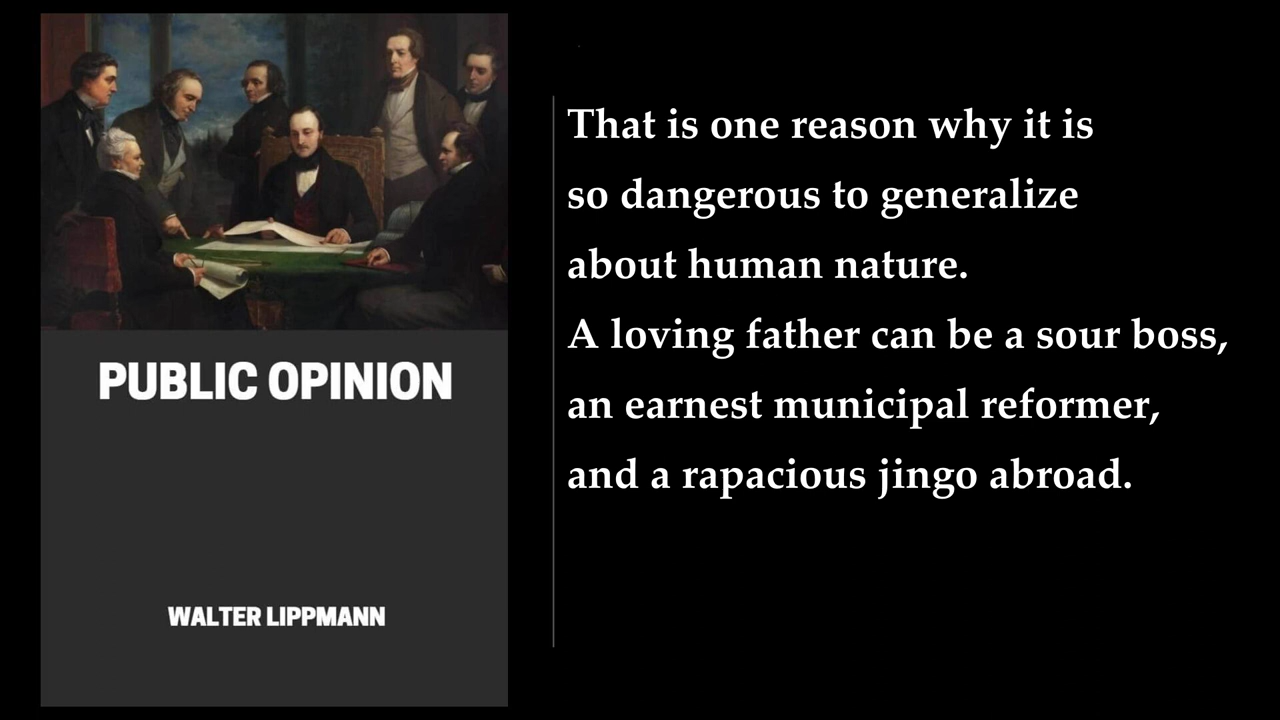 PUBLIC OPINION
WALTER LIPPMANN
That is one reason why it is
so dangerous to generalize
about human nature.
A loving father can be a sour boss,
an earnest municipal reformer,
and a rapacious jingo abroad.